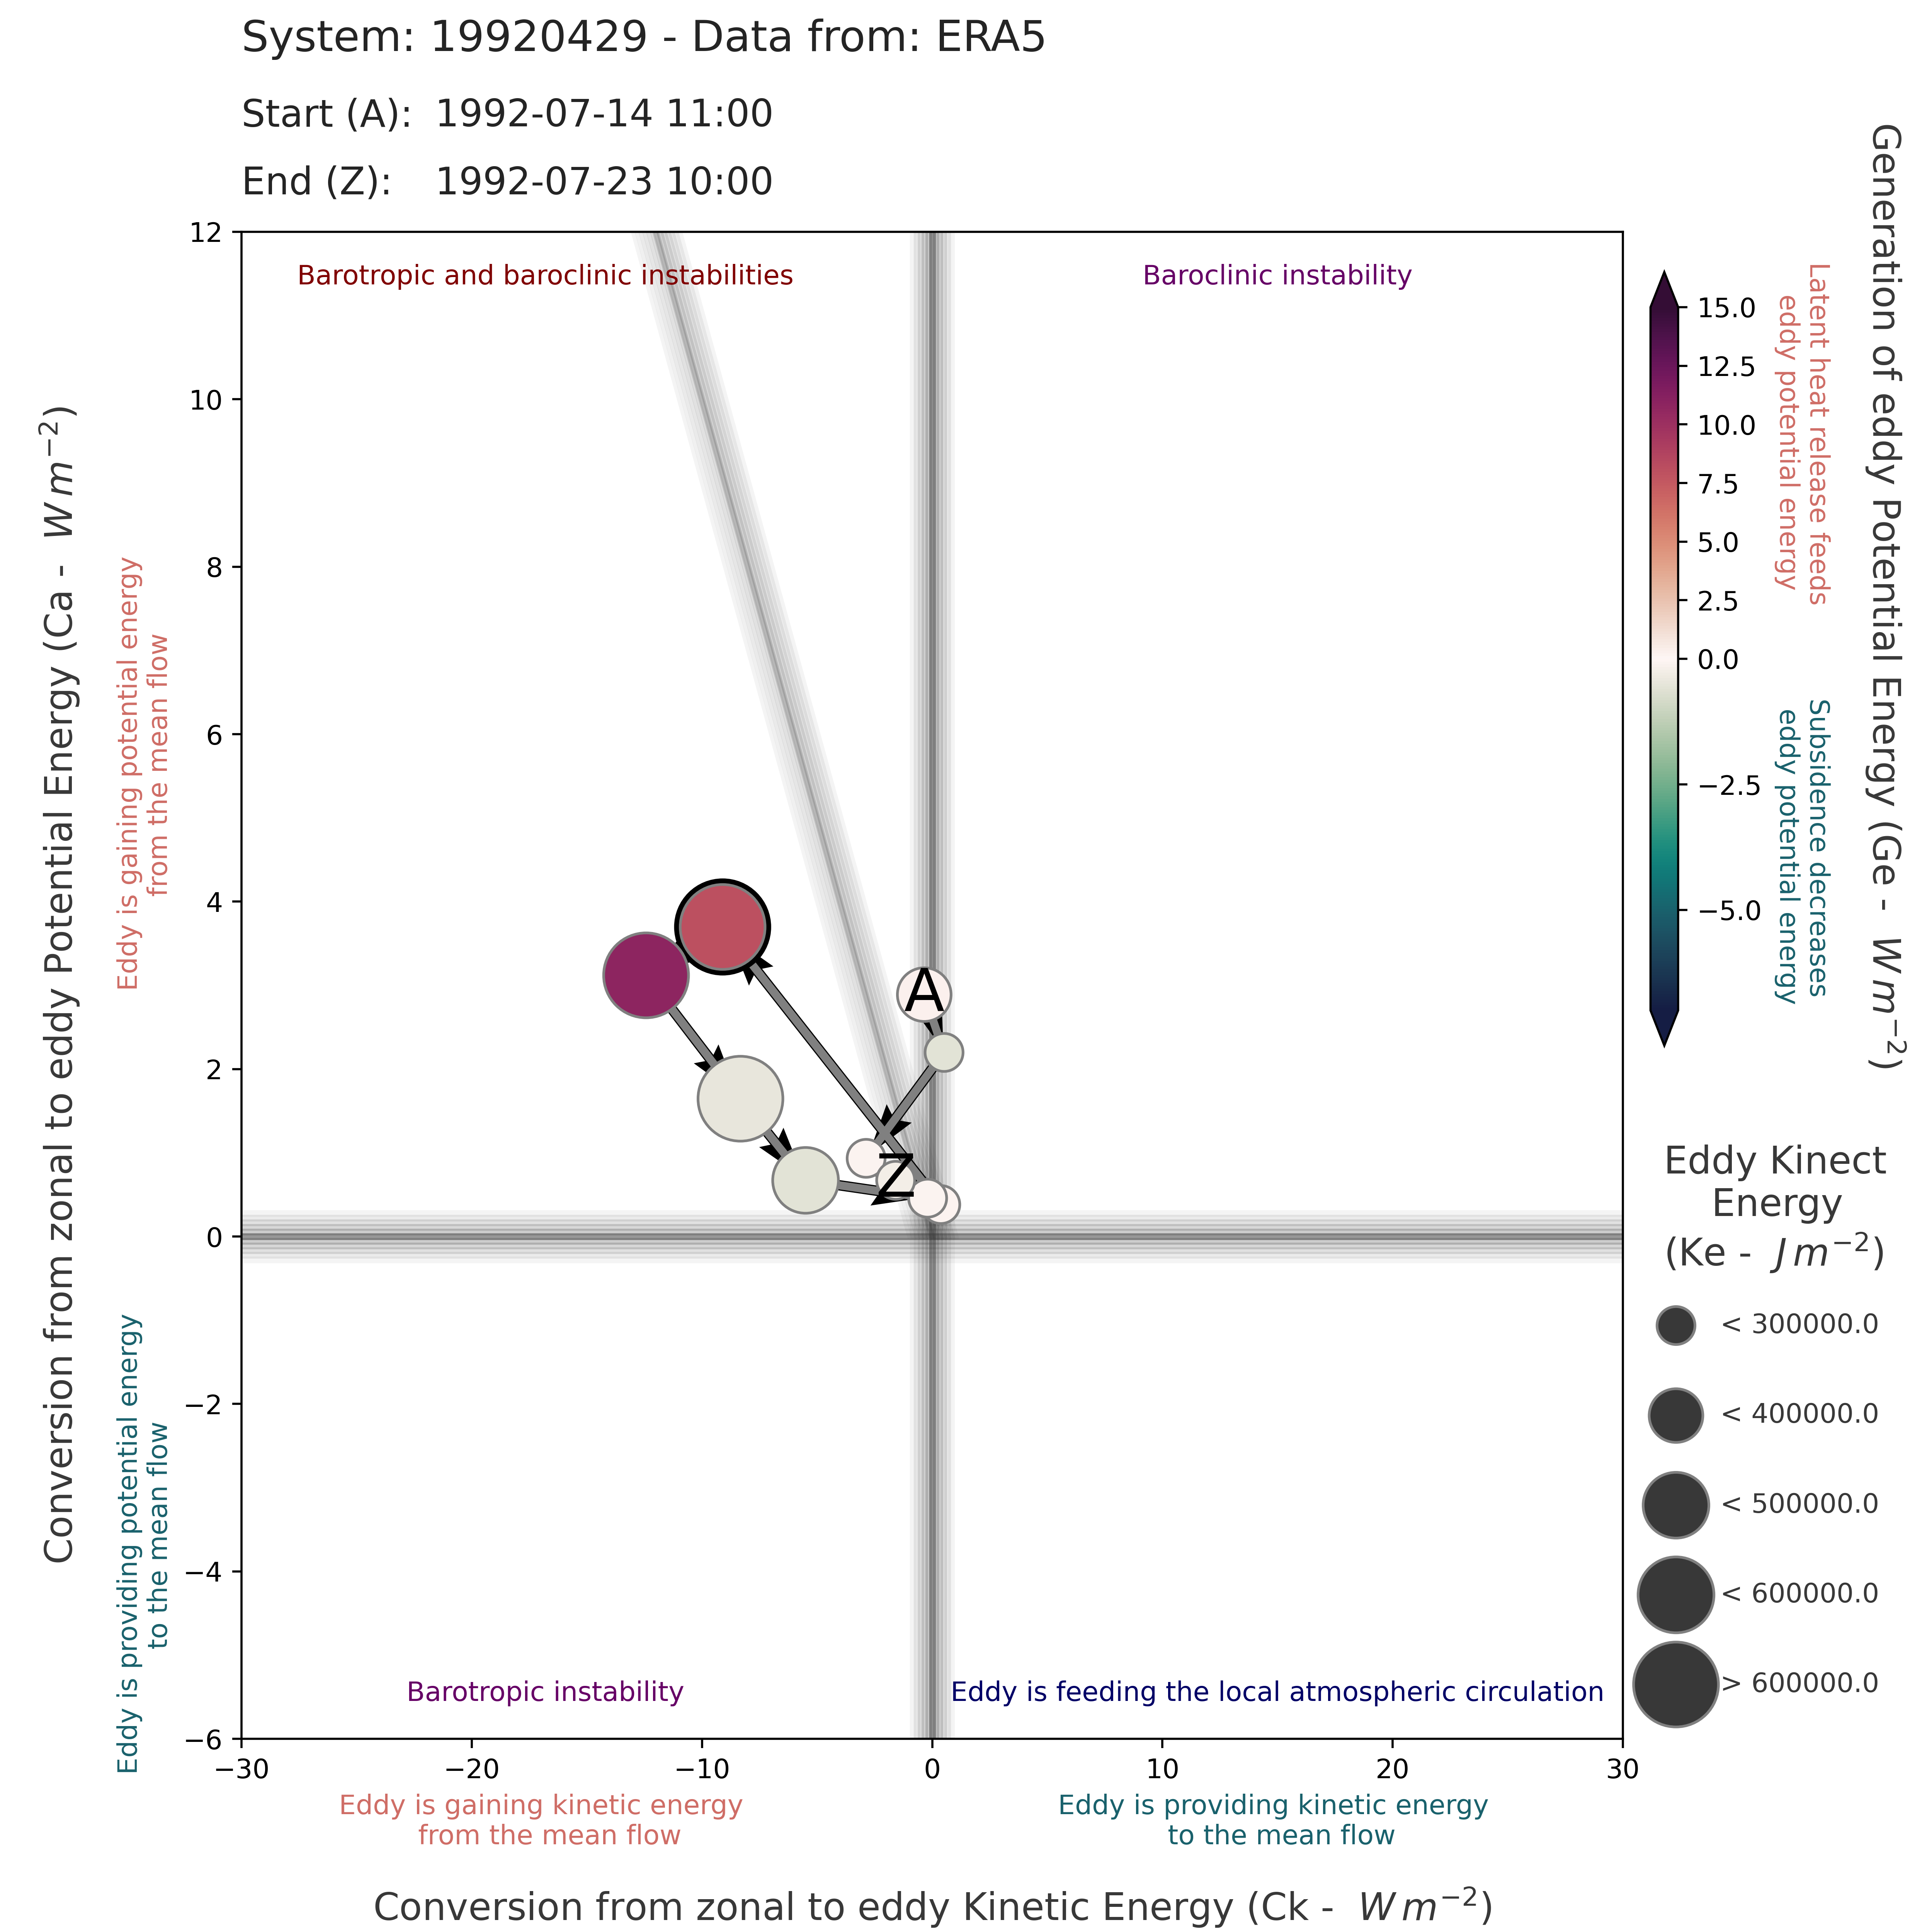 System: 19920429 - Data from: ERA5
Start (A): 1992-07-14 11:00
End (Z): 1992-07-23 10:00
Conversion from zonal to eddy Potential Energy (Ca - W m⁻²)
Eddy is gaining potential energy
from the mean flow
Eddy is providing potential energy
to the mean flow
12
10
8
6
4
2
0
−2
−4
−6
Barotropic and baroclinic instabilities
Baroclinic instability
A
Z
Barotropic instability
Eddy is feeding the local atmospheric circulation
−30
−20
−10
0
10
20
30
Eddy is gaining kinetic energy
from the mean flow
Eddy is providing kinetic energy
to the mean flow
Conversion from zonal to eddy Kinetic Energy (Ck - W m⁻²)
15.0
12.5
10.0
7.5
5.0
2.5
0.0
−2.5
−5.0
Latent heat release feeds
eddy potential energy
Subsidence decreases
eddy potential energy
Generation of eddy Potential Energy (Ge - W m⁻²)
Eddy Kinect
Energy
(Ke - J m⁻²)
< 300000.0
< 400000.0
< 500000.0
< 600000.0
> 600000.0